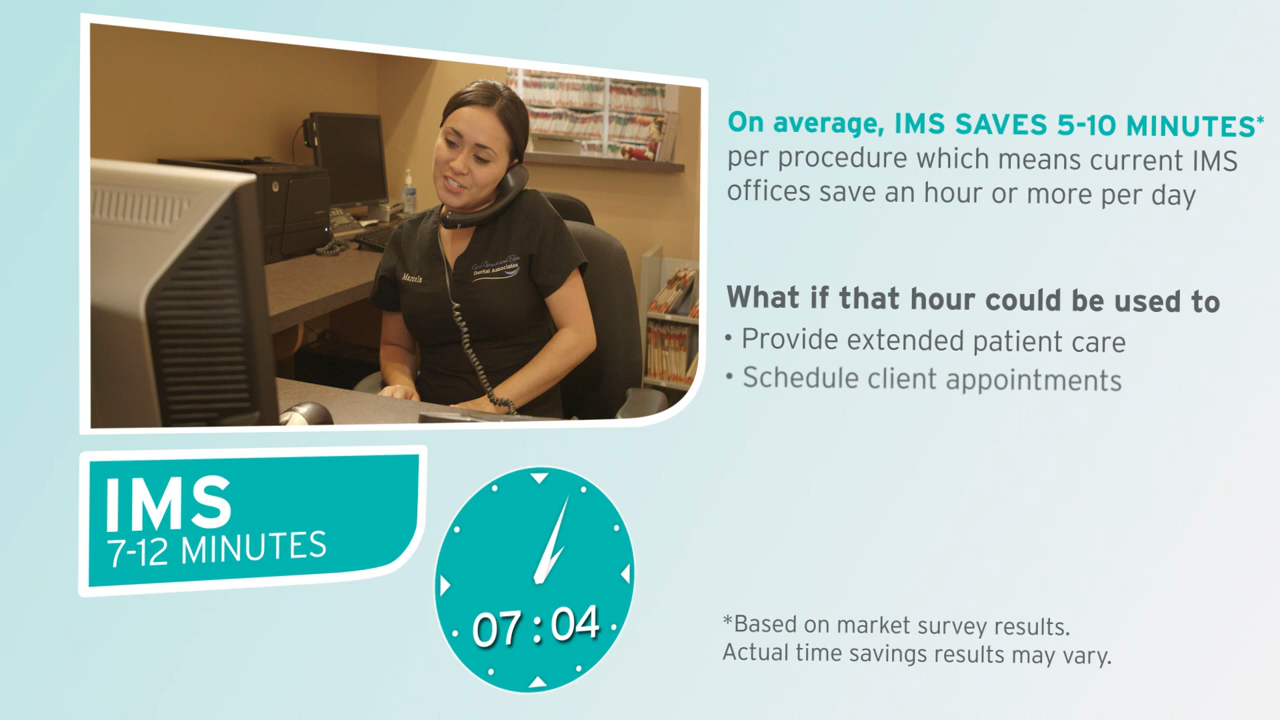 On average, IMS SAVES 5-10 MINUTES*
per procedure which means current IMS
offices save an hour or more per day
What if that hour could be used to
• Provide extended patient care
• Schedule client appointments
Dental Associates
IMS
7-12 MINUTES
07:04
*Based on market survey results.
Actual time savings results may vary.